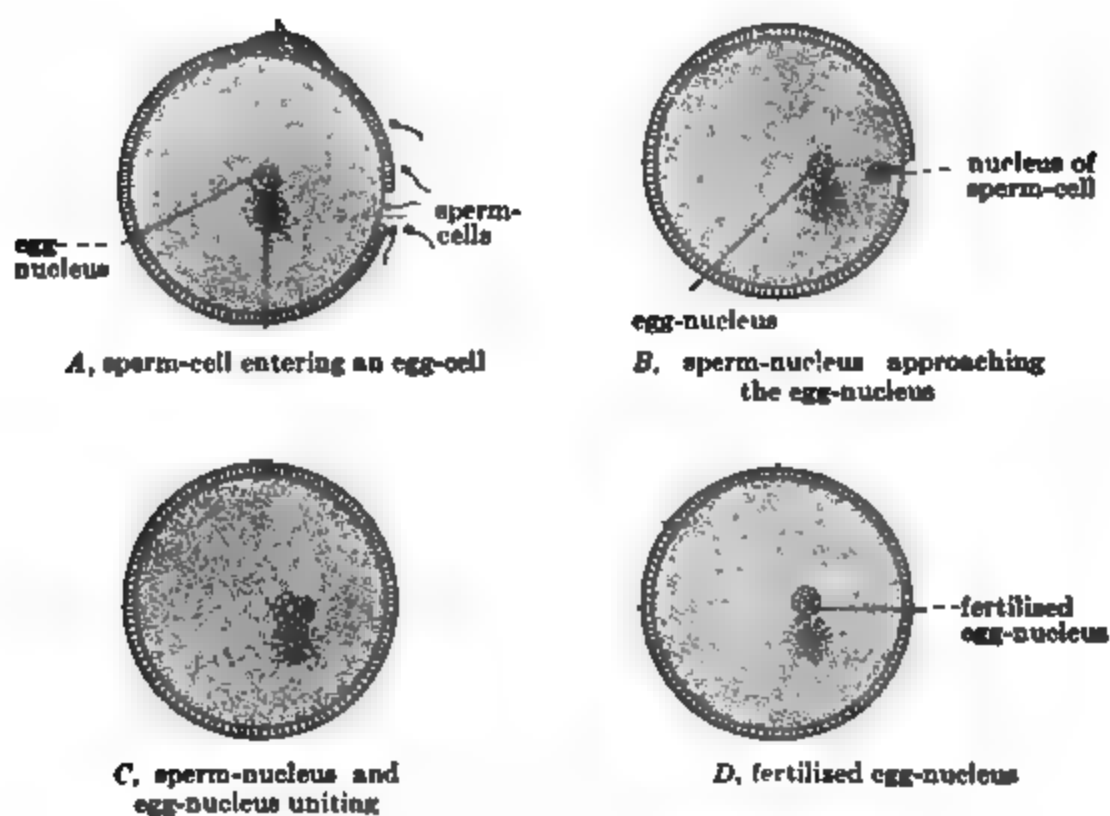 egg-
nucleus
sperm-
cells
A, sperm-cell entering an egg-cell
nucleus of
sperm-cell
egg-nucleus
B, sperm-nucleus approaching
the egg-nucleus
C, sperm-nucleus and
egg-nucleus uniting
fertilised
egg-nucleus
D, fertilised egg-nucleus